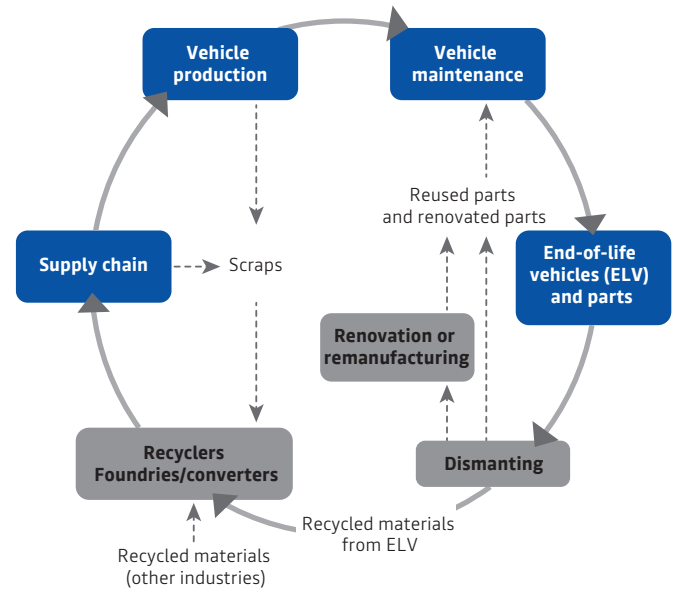 Vehicle
production
Vehicle
maintenance
Reused parts
and renovated parts
Supply chain
Scraps
End-of-life
vehicles (ELV)
and parts
Renovation or
remanufacturing
Recyclers
Foundries/converters
Dismanting
Recycled materials
from ELV
Recycled materials
(other industries)